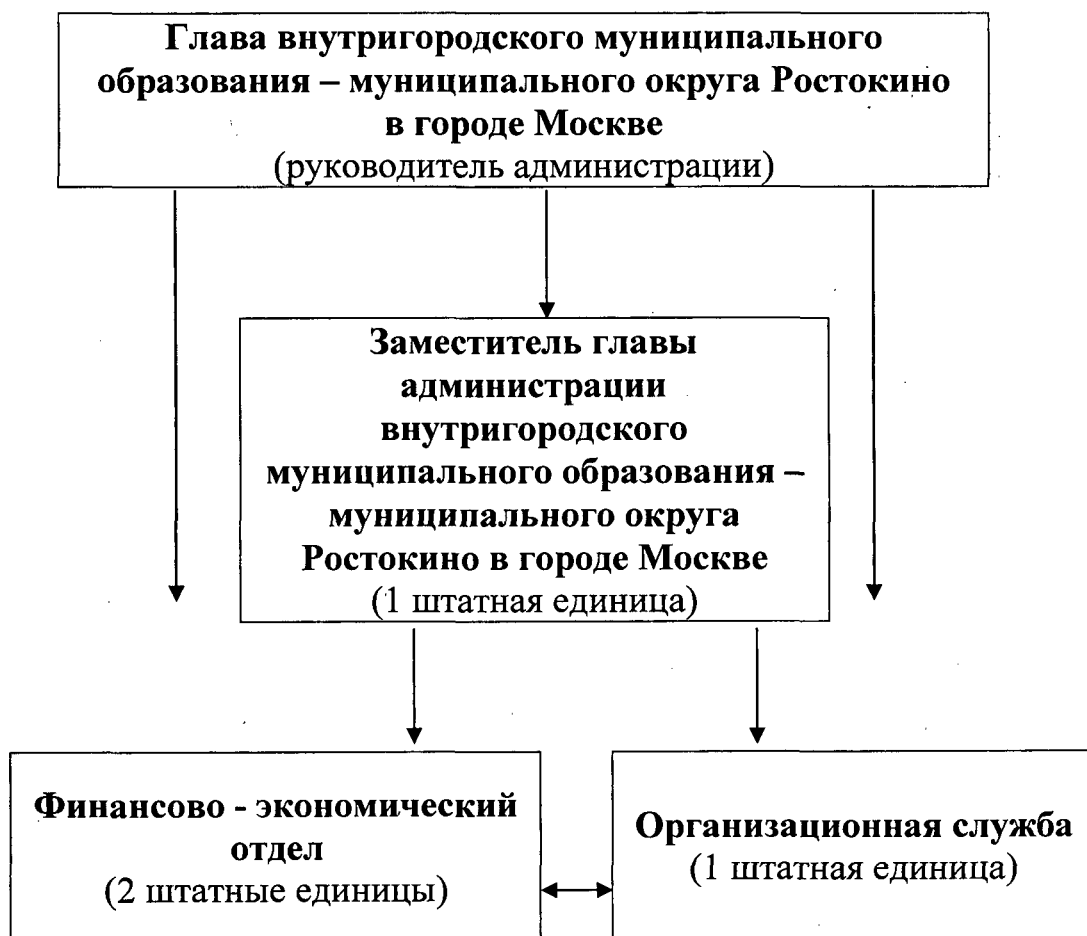 Глава внутригородского муниципального
образования – муниципального округа Ростокино
в городе Москве
(руководитель администрации)
Заместитель главы
администрации
внутригородского
муниципального образования –
муниципального округа
Ростокино в городе Москве
(1 штатная единица)
Финансово - экономический
отдел
(2 штатные единицы)
Организационная служба
(1 штатная единица)